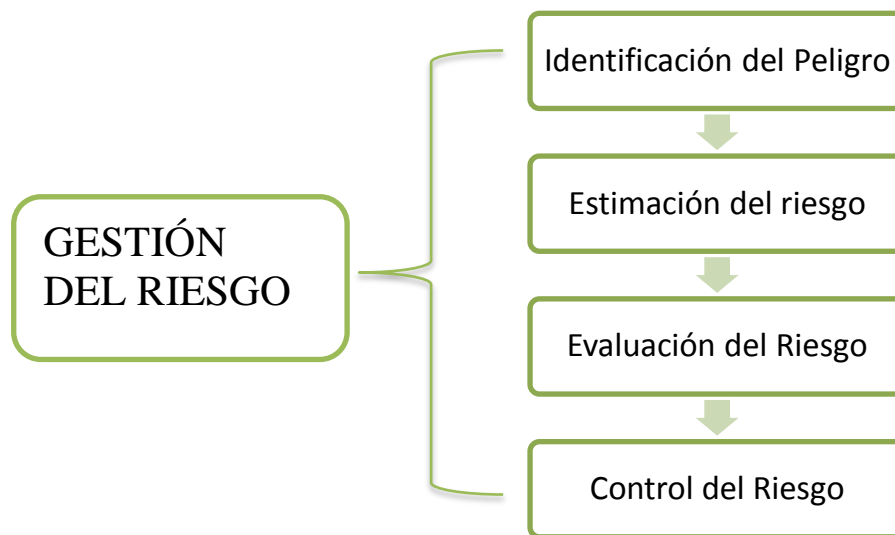 GESTIÓN
DEL RIESGO
Identificación del Peligro
Estimación del riesgo
Evaluación del Riesgo
Control del Riesgo